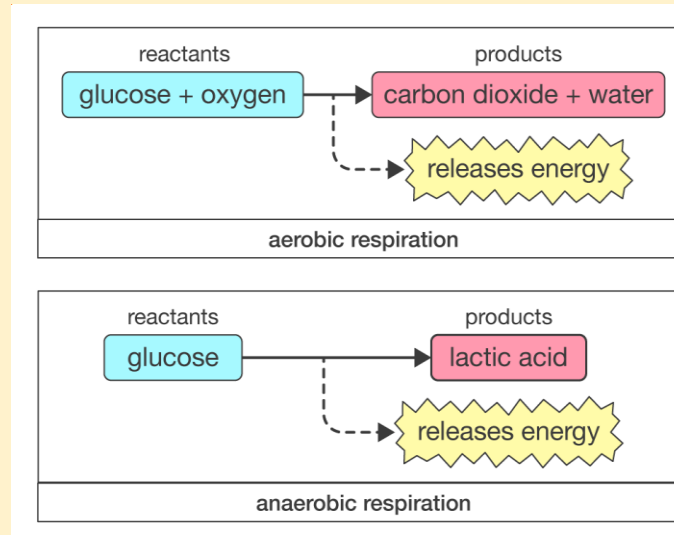 reactants products
glucose + oxygen carbon dioxide + water
releases energy
aerobic respiration
reactants products
glucose lactic acid
releases energy
anaerobic respiration